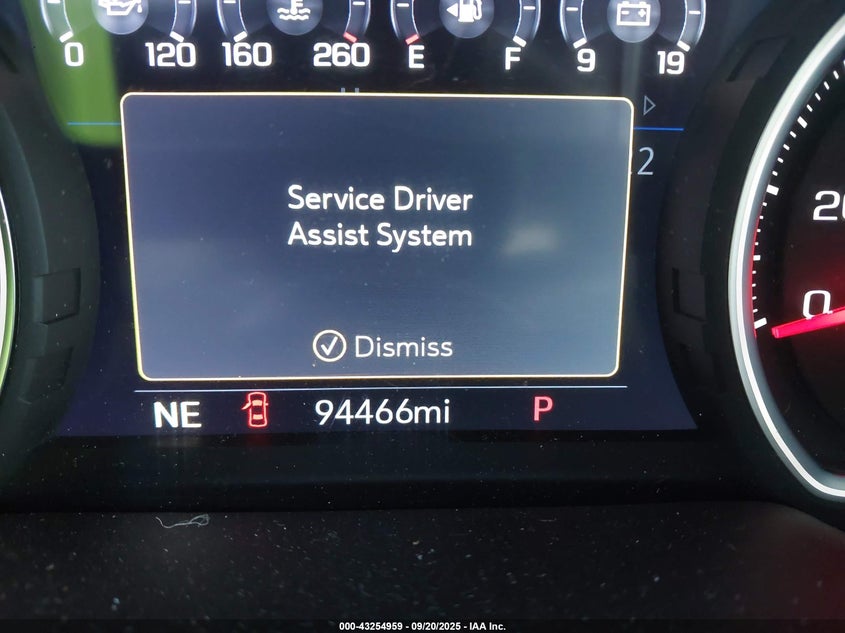 0 120 160 260 E F 9 19
Service Driver
Assist System
Dismiss
NE 94466mi P
0
000-43254959 - 09/20/2025 - IAA Inc.